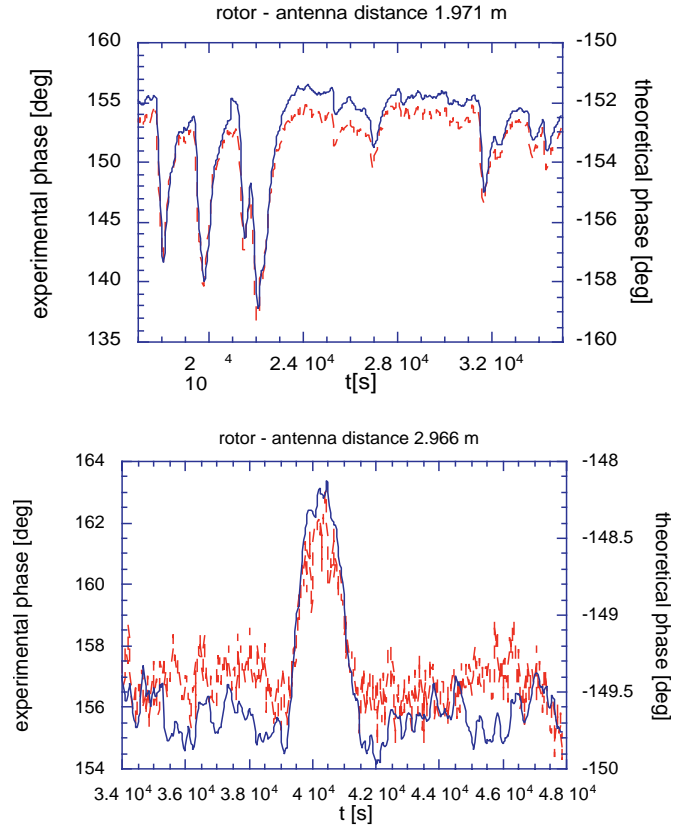 rotor - antenna distance 1.971 m
experimental phase [deg]
160
155
150
145
140
135
-150
-152
-154
-156
-158
-160
theoretical phase [deg]
2 4 2.4 10⁴ 2.8 10⁴ 3.2 10⁴
10
t[s]
rotor - antenna distance 2.966 m
experimental phase [deg]
164
162
160
158
156
154
-148
-148.5
-149
-149.5
-150
theoretical phase [deg]
3.4 10⁴ 3.6 10⁴ 3.8 10⁴ 4 10⁴ 4.2 10⁴ 4.4 10⁴ 4.6 10⁴ 4.8 10⁴
t [s]